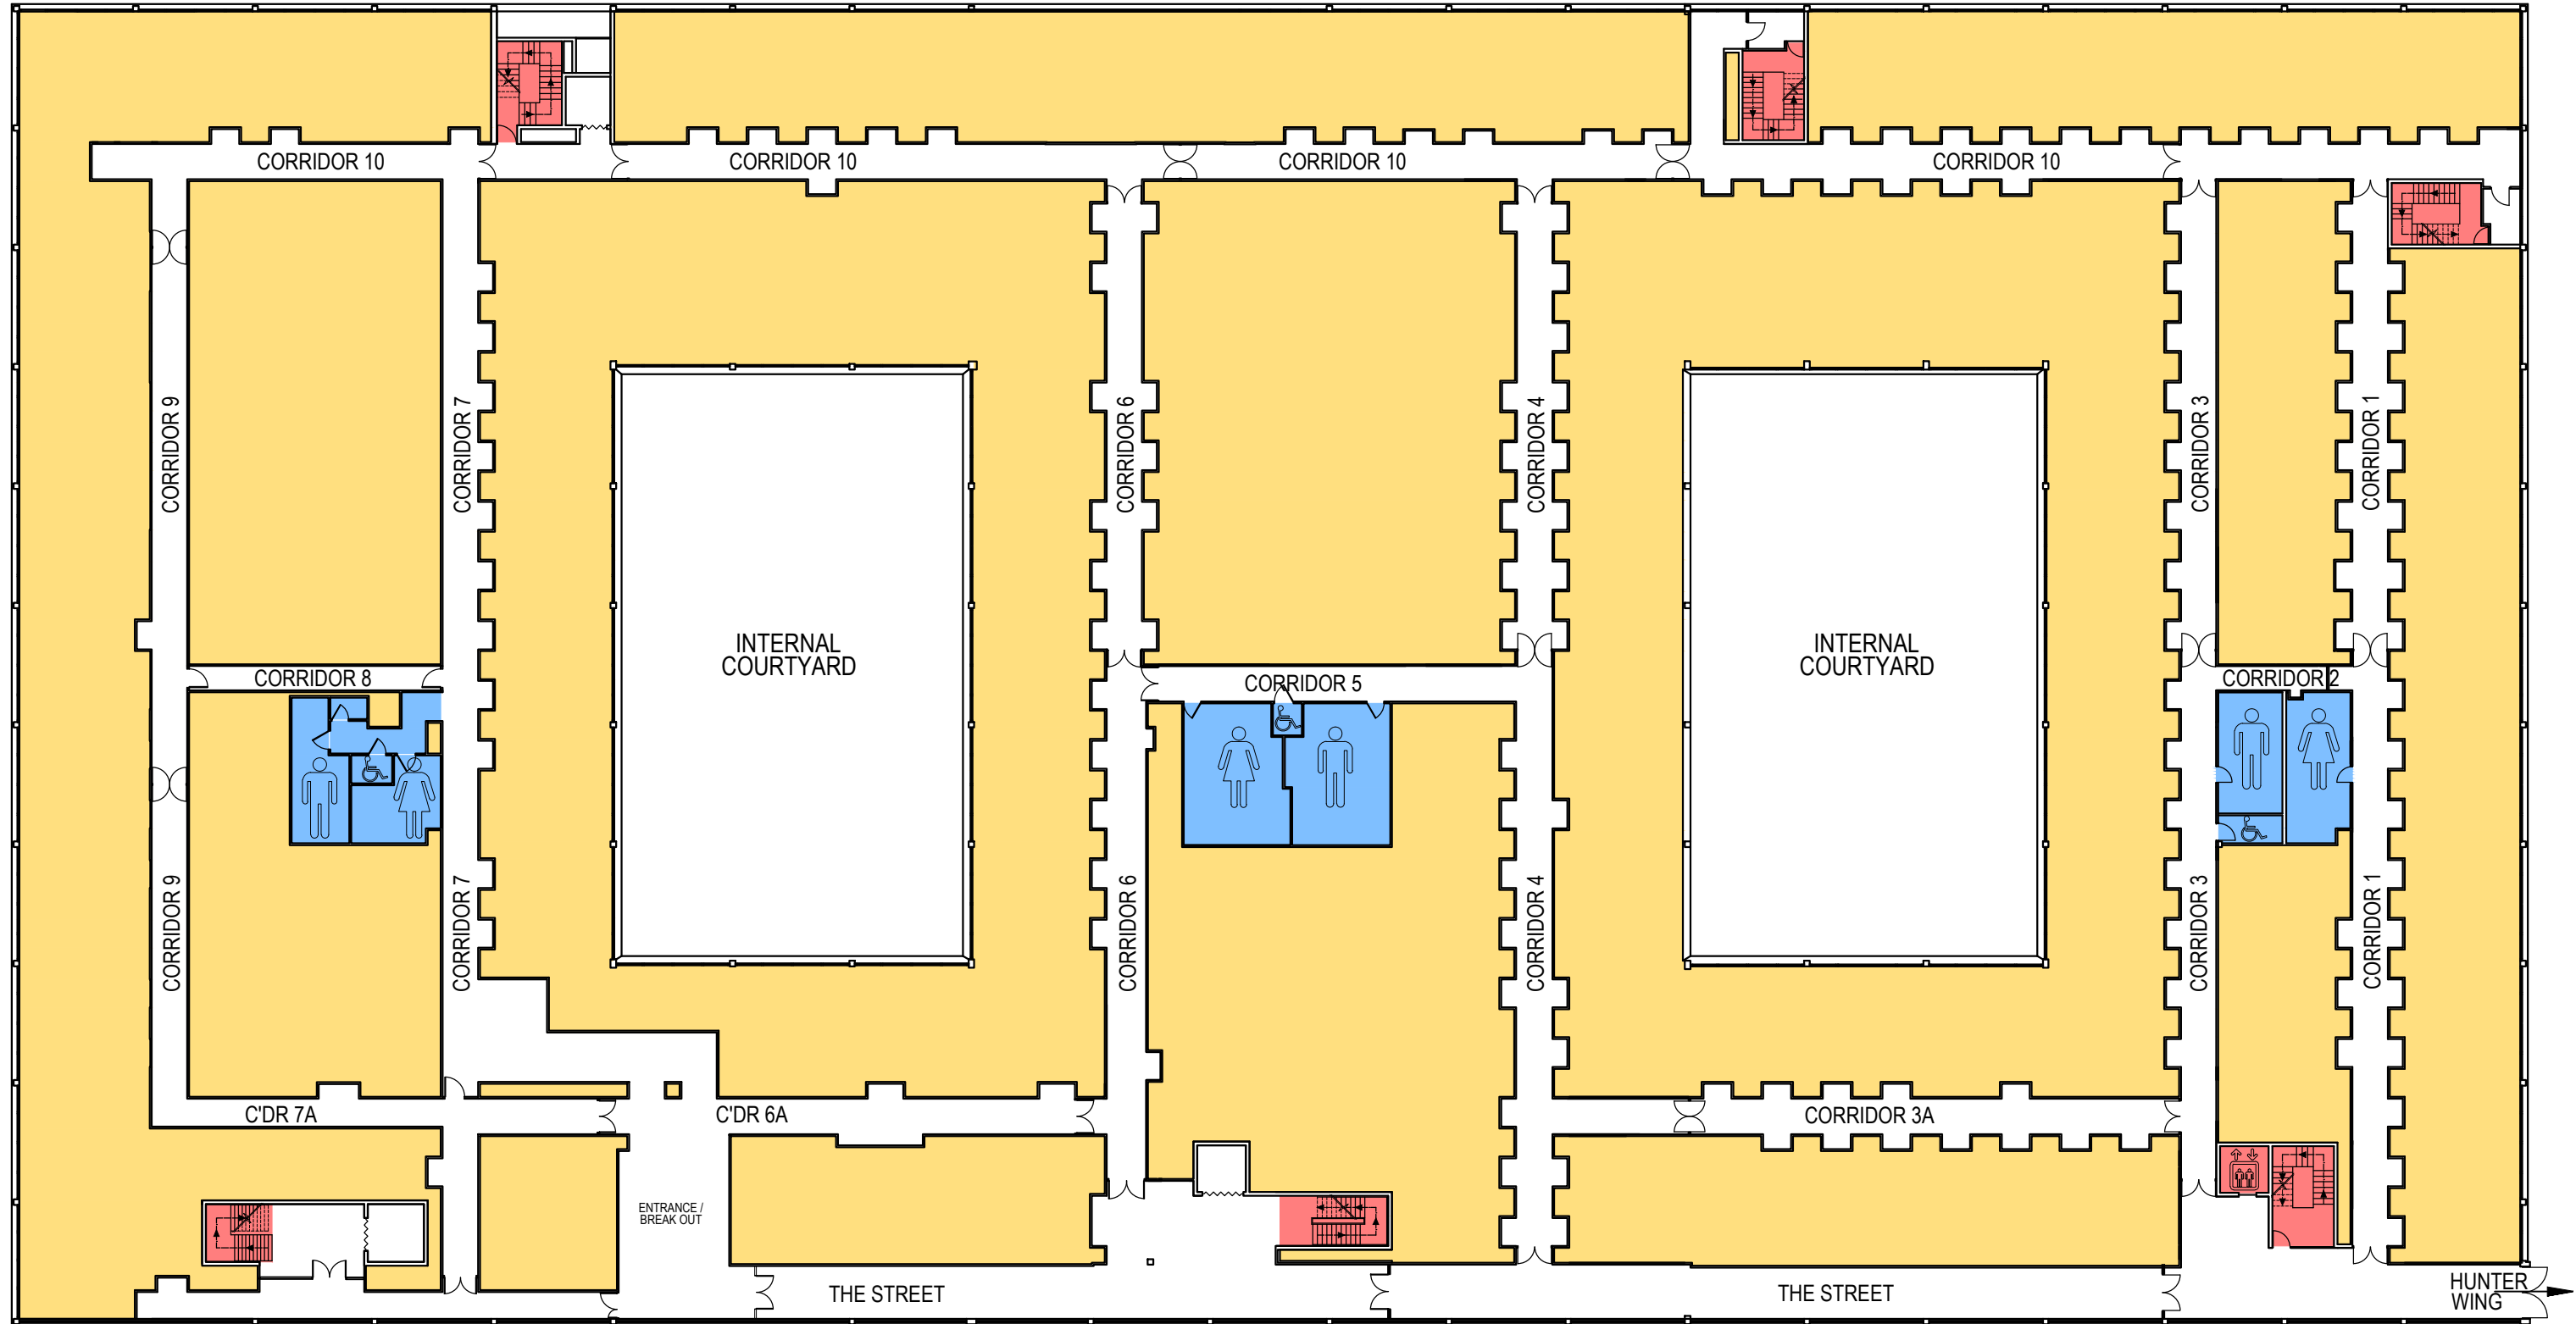 CORRIDOR 10
CORRIDOR 10
CORRIDOR 10
CORRIDOR 10
CORRIDOR 9
CORRIDOR 7
CORRIDOR 6
CORRIDOR 4
CORRIDOR 3
CORRIDOR 1
INTERNAL
COURTYARD
INTERNAL
COURTYARD
CORRIDOR 8
CORRIDOR 5
CORRIDOR 2
CORRIDOR 9
CORRIDOR 7
CORRIDOR 6
CORRIDOR 4
CORRIDOR 3
CORRIDOR 1
C'DR 7A
C'DR 6A
CORRIDOR 3A
ENTRANCE /
BREAK OUT
THE STREET
THE STREET
HUNTER
WING